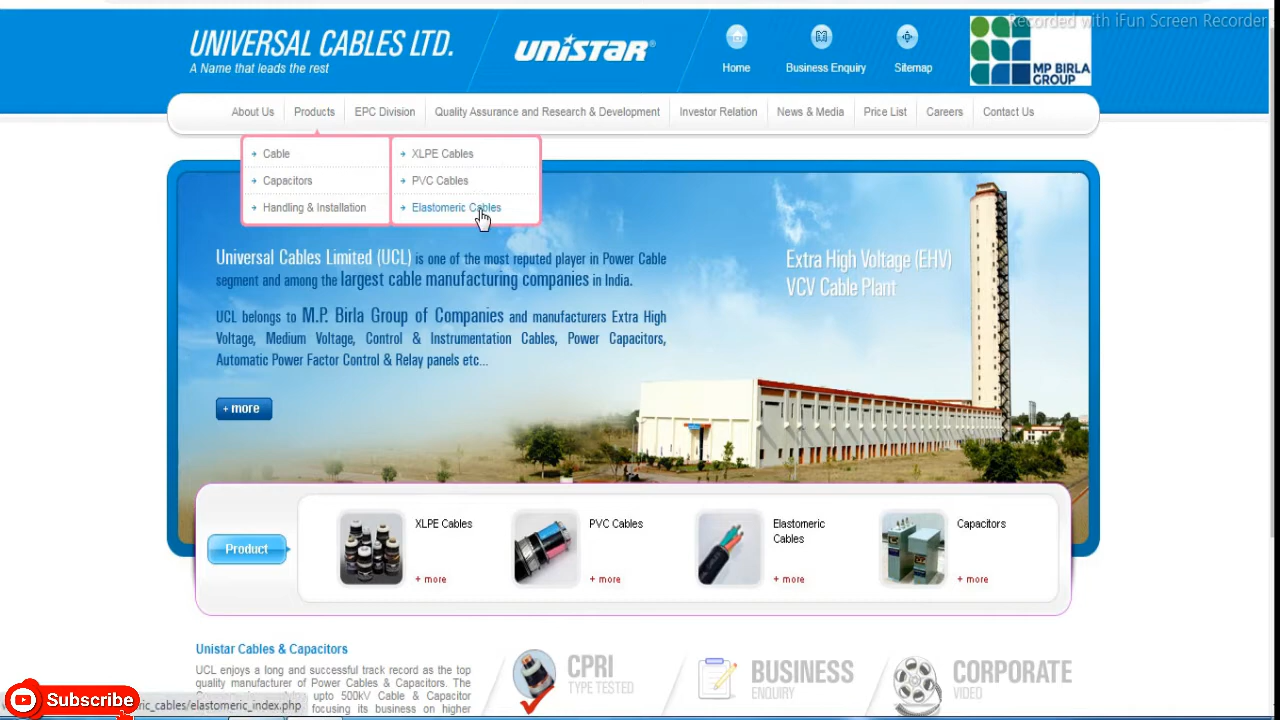 Recorded with iFun Screen Recorder
UNIVERSAL CABLES LTD.
A Name that leads the rest
UNISTAR
Home
Business Enquiry
Sitemap
MP BIRLA
GROUP
About Us
Products
EPC Division
Quality Assurance and Research & Development
Investor Relation
News & Media
Price List
Careers
Contact Us
Cable
Capacitors
Handling & Installation
XLPE Cables
PVC Cables
Elastomeric Cables
Universal Cables Limited (UCL) is one of the most reputed player in Power Cable
segment and among the largest cable manufacturing companies in India.
UCL belongs to M.P. Birla Group of Companies and manufacturers Extra High
Voltage, Medium Voltage, Control & Instrumentation Cables, Power Capacitors,
Automatic Power Factor Control & Relay panels etc...
+ more
Extra High Voltage (EHV)
VCV Cable Plant
Product
XLPE Cables
+ more
PVC Cables
+ more
Elastomeric
Cables
+ more
Capacitors
+ more
Unistar Cables & Capacitors
UCL enjoys a long and successful track record as the top
quality manufacturer of Power Cables & Capacitors. The
upto 500kV Cable & Capacitor
focusing its business on higher
CPRI
TYPE TESTED
BUSINESS
ENQUIRY
CORPORATE
VIDEO
Subscribe
ric_cables/elastomeric_index.php